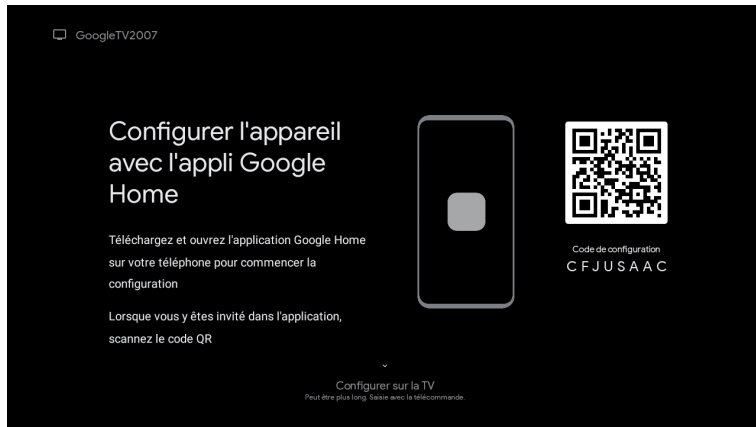 GoogleTV2007
Configurer l'appareil
avec l'appli Google
Home
Téléchargez et ouvrez l'application Google Home
sur votre téléphone pour commencer la
configuration
Lorsque vous y êtes invité dans l'application,
scannez le code QR
Code de configuration
CFJUSAAC
Configurer sur la TV
Peut être plus long. Saisie avec la télécommande.